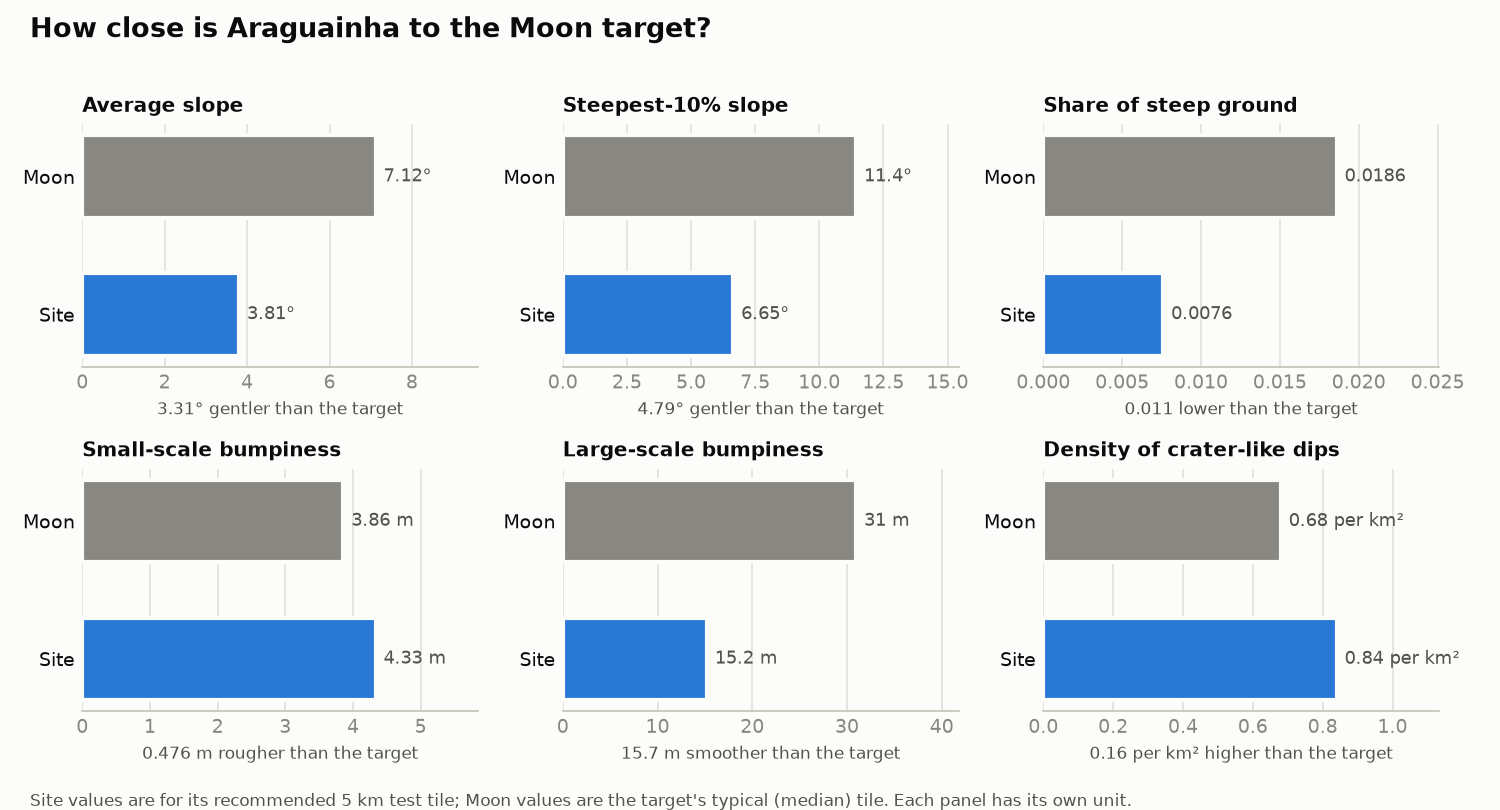 How close is Araguainha to the Moon target?
Average slope
Moon
7.12°
Site
3.81°
0 2 4 6 8
3.31° gentler than the target
Steepest-10% slope
Moon
11.4°
Site
6.65°
0.0 2.5 5.0 7.5 10.0 12.5 15.0
4.79° gentler than the target
Share of steep ground
Moon
0.0186
Site
0.0076
0.000 0.005 0.010 0.015 0.020 0.025
0.011 lower than the target
Small-scale bumpiness
Moon
3.86 m
Site
4.33 m
0 1 2 3 4 5
0.476 m rougher than the target
Large-scale bumpiness
Moon
31 m
Site
15.2 m
0 10 20 30 40
15.7 m smoother than the target
Density of crater-like dips
Moon
0.68 per km²
Site
0.84 per km²
0.0 0.2 0.4 0.6 0.8 1.0
0.16 per km² higher than the target
Site values are for its recommended 5 km test tile; Moon values are the target's typical (median) tile. Each panel has its own unit.